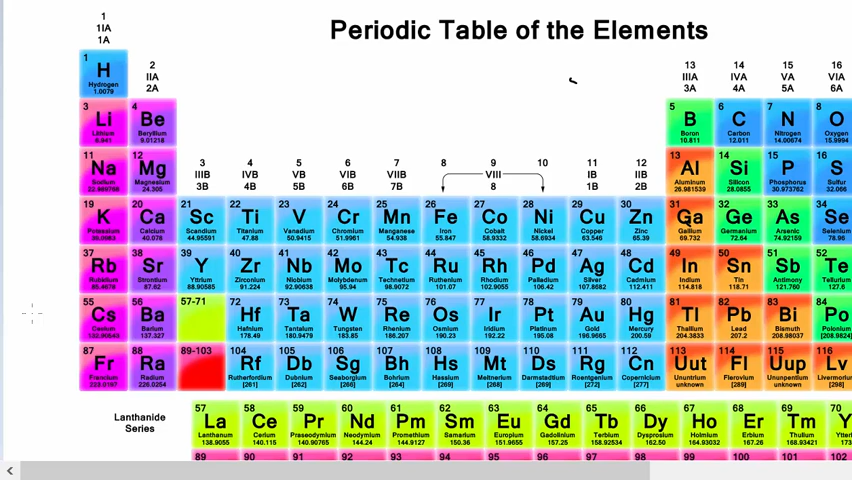 Periodic Table of the Elements
1
1IA
1A
2
IIA
2A
13 14 15 16
IIIA IVA VA VIA
3A 4A 5A 6A
1
H
Hydrogen
1.0079
3 4 5 6 7 8
Li Be B C N O
Lithium Beryllium Boron Carbon Nitrogen Oxygen
6.941 9.01218 10.811 12.011 14.00674 15.9994
3 4 5 6 7 8 9 10 11 12
IIIB IVB VB VIB VIIB VIII IB IIB
3B 4B 5B 6B 7B 8 1B 2B
11 12 13 14 15 16
Na Mg Al Si P S
Sodium Magnesium Aluminum Silicon Phosphorus Sulfur
22.989768 24.305 26.981539 28.0855 30.973762 32.066
19 20 21 22 23 24 25 26 27 28 29 30 31 32 33 34
K Ca Sc Ti V Cr Mn Fe Co Ni Cu Zn Ga Ge As Se
Potassium Calcium Scandium Titanium Vanadium Chromium Manganese Iron Cobalt Nickel Copper Zinc Gallium Germanium Arsenic Selenium
39.0983 40.078 44.95591 47.88 50.9415 51.9961 54.938 55.847 58.9332 58.6934 63.546 65.39 69.732 72.64 74.92159 78.96
37 38 39 40 41 42 43 44 45 46 47 48 49 50 51 52
Rb Sr Y Zr Nb Mo Tc Ru Rh Pd Ag Cd In Sn Sb Te
Rubidium Strontium Yttrium Zirconium Niobium Molybdenum Technetium Ruthenium Rhodium Palladium Silver Cadmium Indium Tin Antimony Tellurium
85.4678 87.62 88.90585 91.224 92.90638 95.94 98.9072 101.07 102.9055 106.42 107.8682 112.411 114.818 118.71 121.760 127.6
55 56 57-71 72 73 74 75 76 77 78 79 80 81 82 83 84
Cs Ba Hf Ta W Re Os Ir Pt Au Hg Tl Pb Bi Po
Cesium Barium Hafnium Tantalum Tungsten Rhenium Osmium Iridium Platinum Gold Mercury Thallium Lead Bismuth Polonium
132.90543 137.327 178.49 180.9479 183.85 186.207 190.23 192.22 195.08 196.9665 200.59 204.3833 207.2 208.98037 [208.9824]
87 88 89-103 104 105 106 107 108 109 110 111 112 113 114 115 116
Fr Ra Rf Db Sg Bh Hs Mt Ds Rg Cn Uut Fl Uup Lv
Francium Radium Rutherfordium Dubnium Seaborgium Bohrium Hassium Meitnerium Darmstadtium Roentgenium Copernicium Ununtrium Flerovium Ununpentium Livermorium
223.0197 226.0254 [261] [262] [266] [264] [269] [268] [269] [272] [277] unknown [289] unknown [298]
Lanthanide
Series
57 58 59 60 61 62 63 64 65 66 67 68 69 70
La Ce Pr Nd Pm Sm Eu Gd Tb Dy Ho Er Tm
Lanthanum Cerium Praseodymium Neodymium Promethium Samarium Europium Gadolinium Terbium Dysprosium Holmium Erbium Thulium
138.9055 140.115 140.90765 144.24 144.9127 150.36 151.9655 157.25 158.92534 162.50 164.93032 167.26 168.93421
89 90 91 92 93 94 95 96 97 98 99 100 101 102